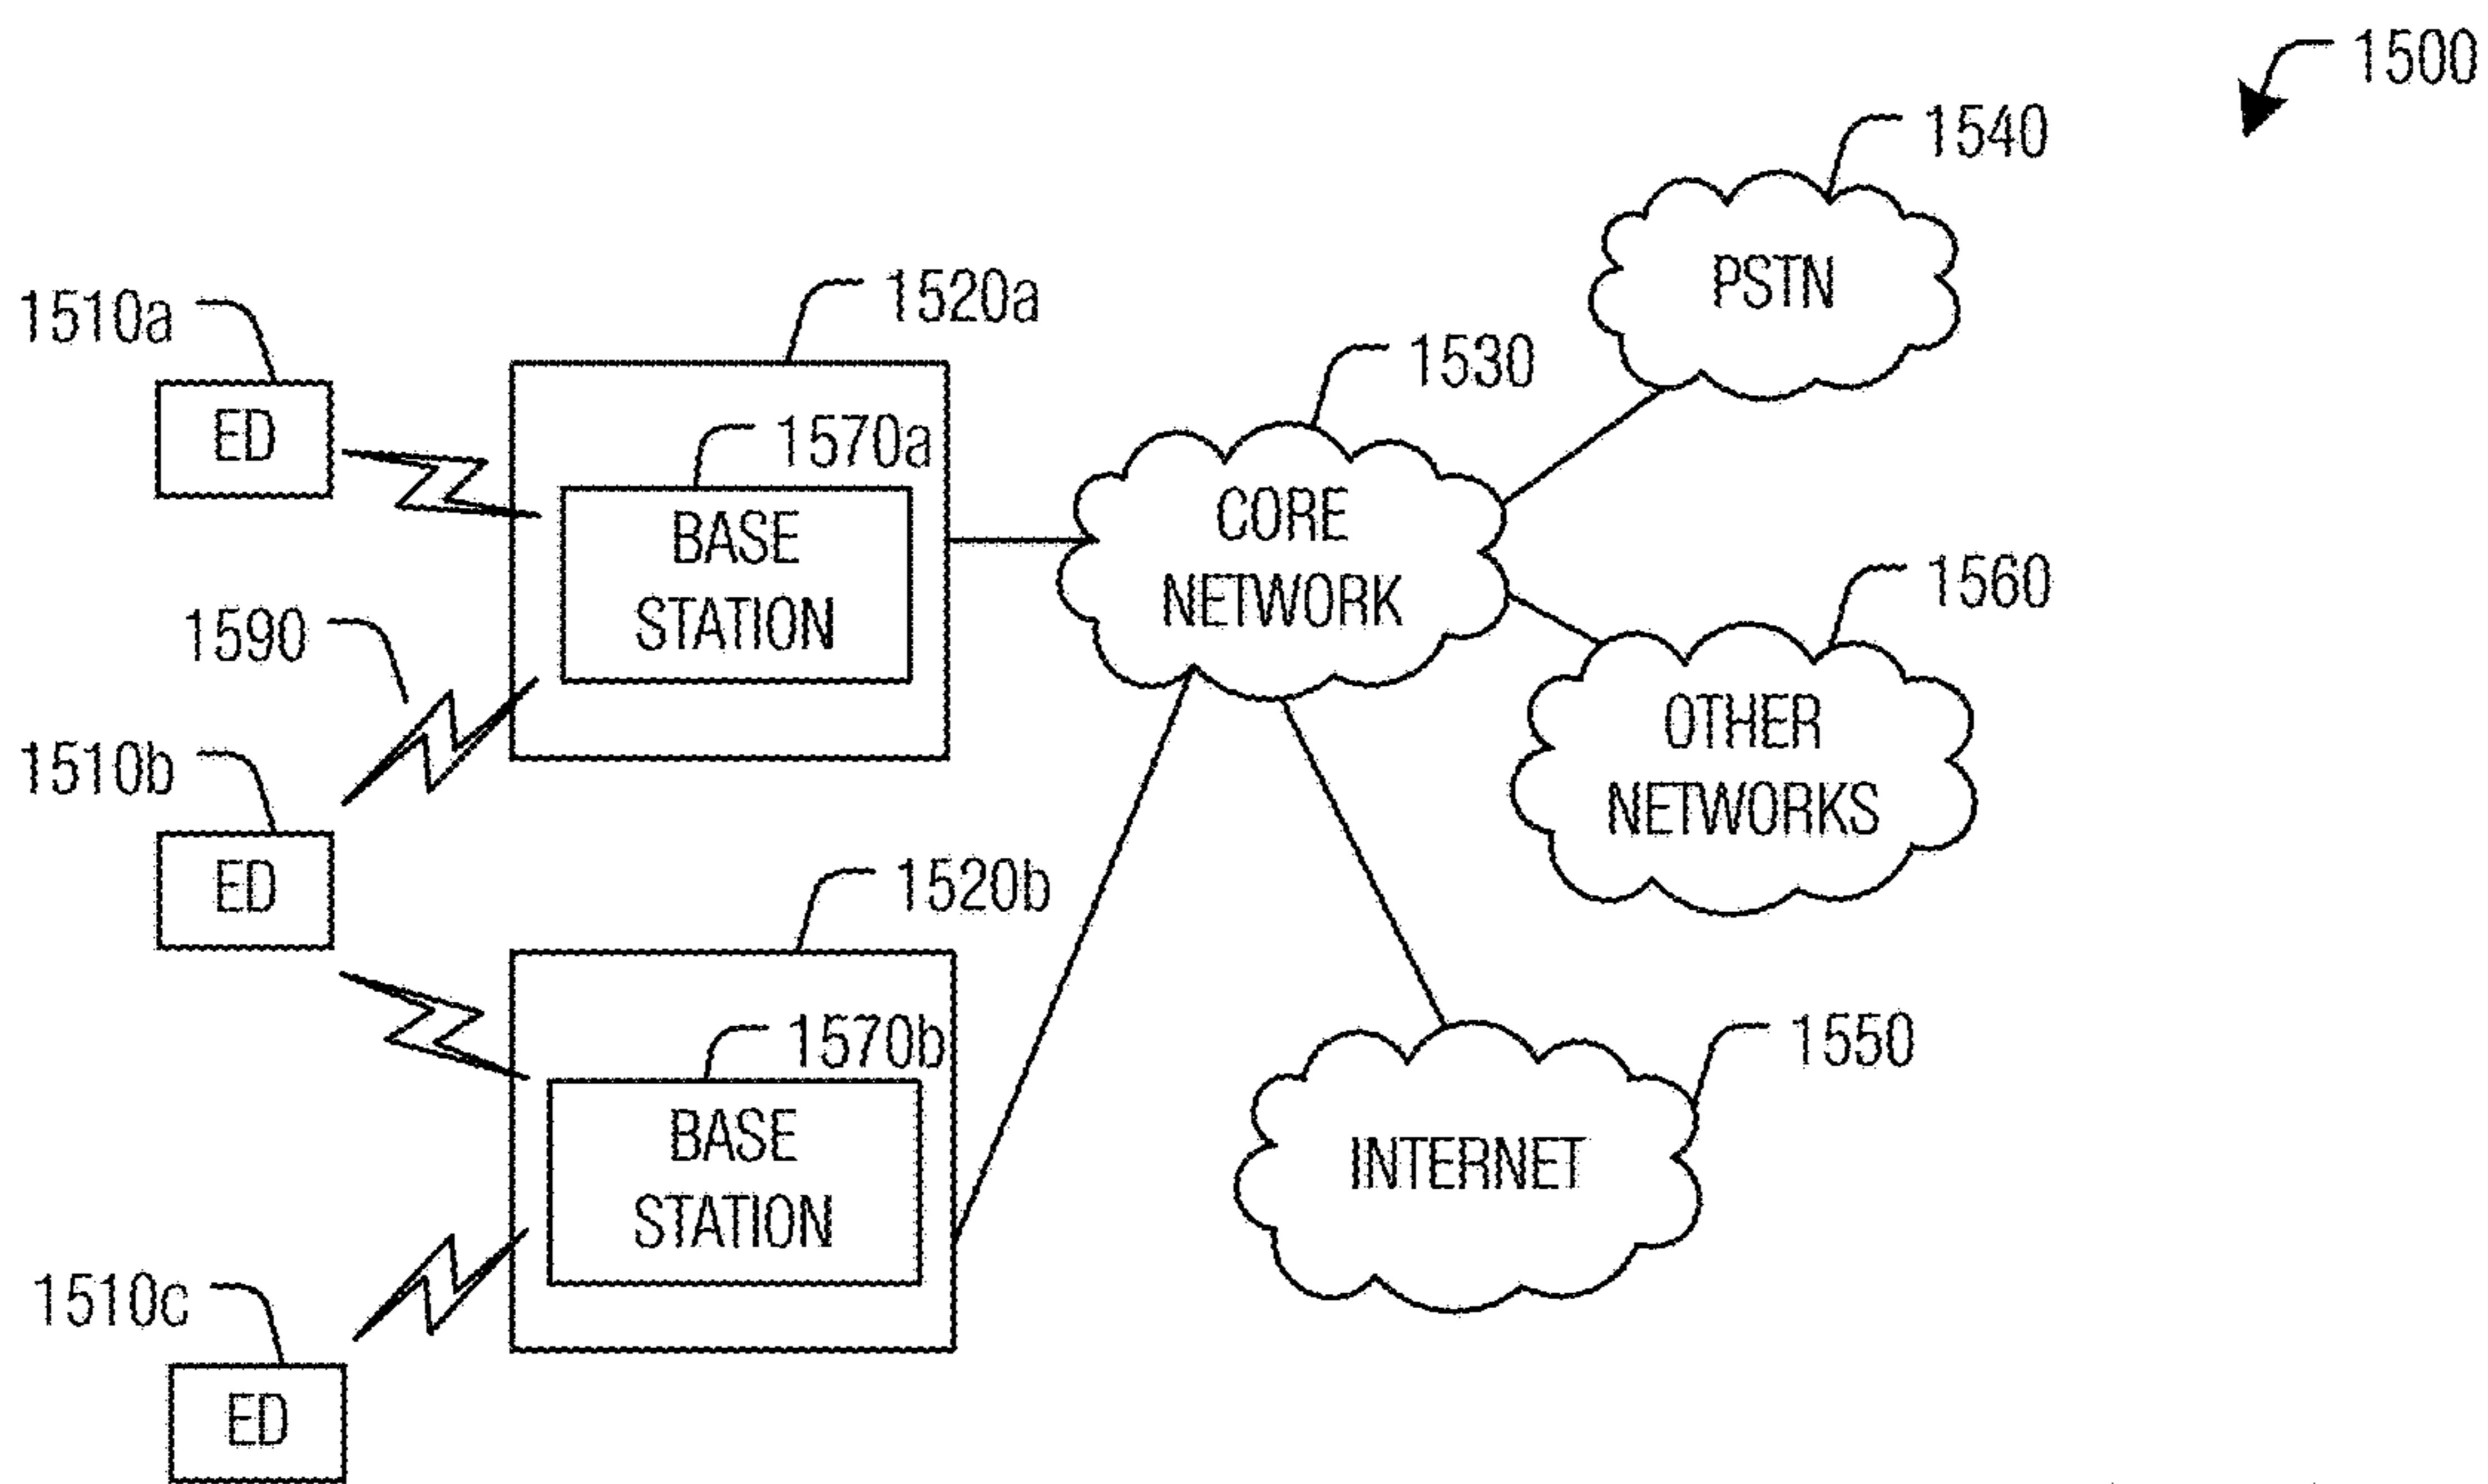 1500
1540
PSTN
1520a
1510a
1530
ED
1570a
CORE
NETWORK
BASE
STATION
1560
1590
OTHER
NETWORKS
1510b
ED
1520b
1570b
1550
BASE
STATION
INTERNET
1510c
ED